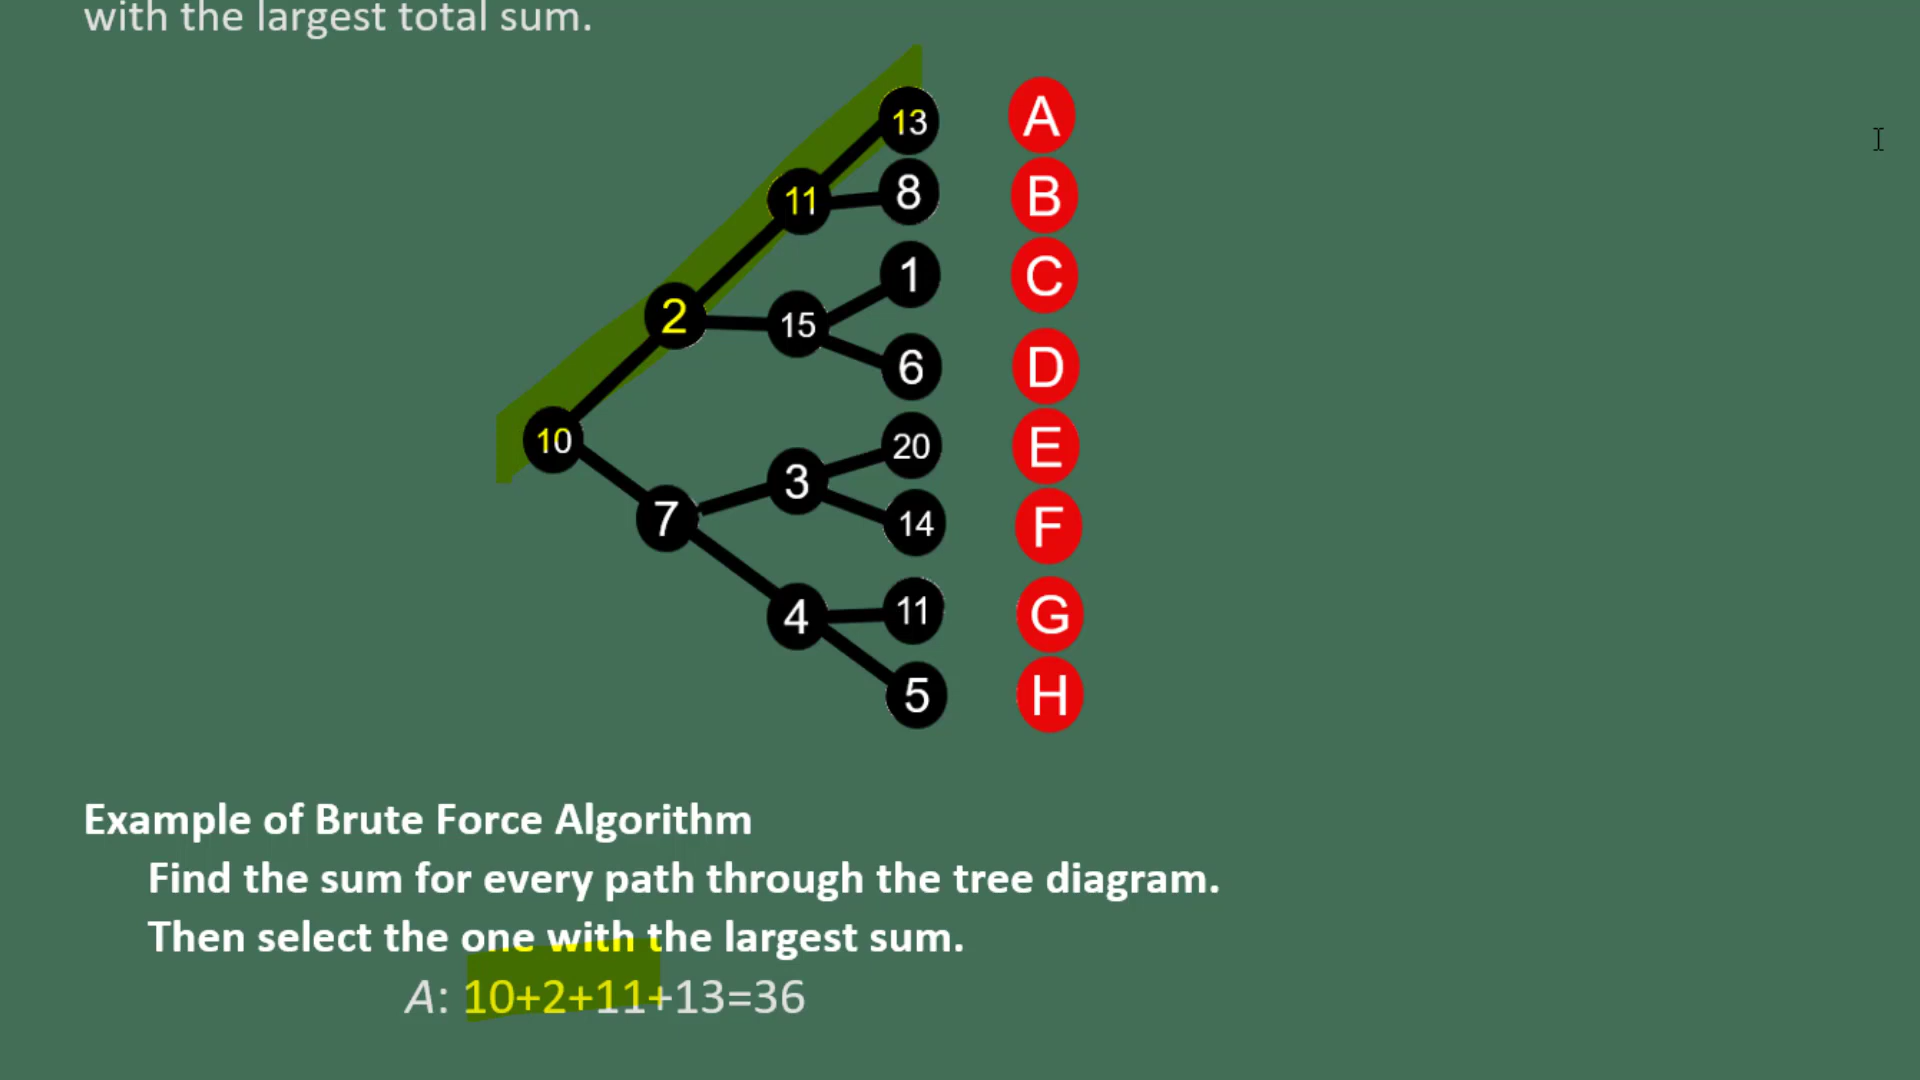 with the largest total sum.
13 A
11 8 B
1 C
2 15
6 D
10 20 E
3
7 14 F
4 11 G
5 H
Example of Brute Force Algorithm
Find the sum for every path through the tree diagram.
Then select the one with the largest sum.
A: 10+2+11+13=36